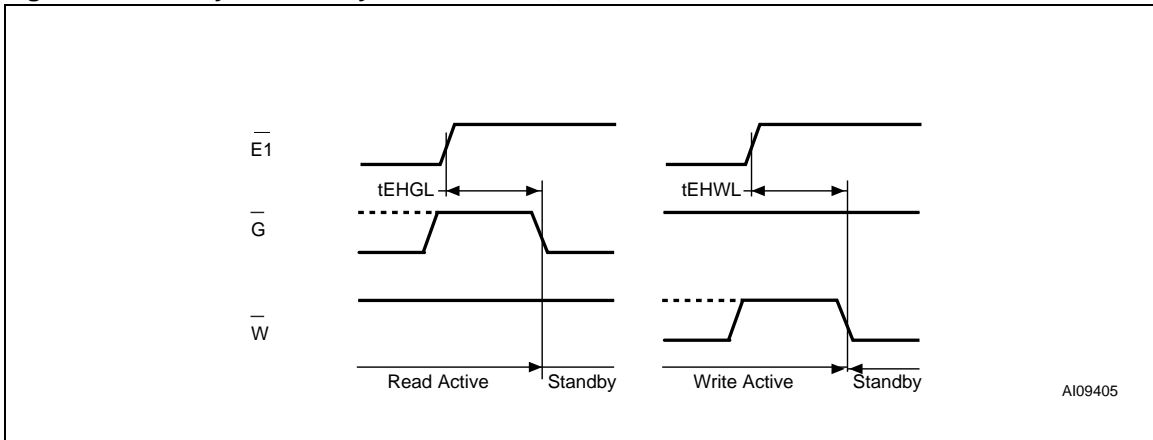 E1
tEHGL
tEHWL
G
W
Read Active
Standby
Write Active
Standby
AI09405